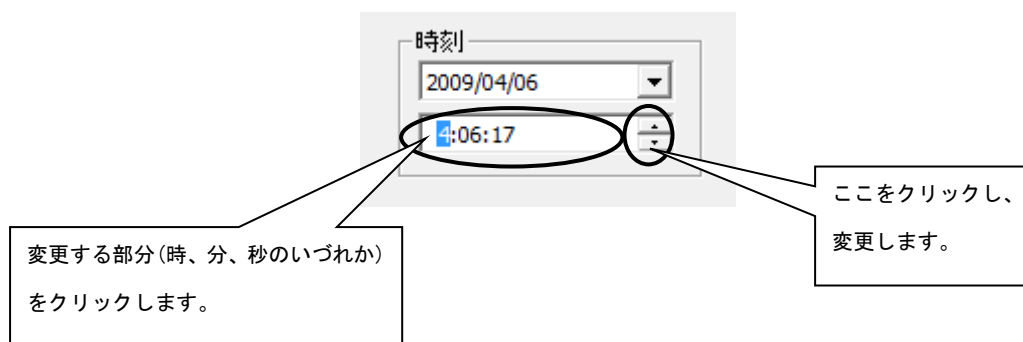 時刻
2009/04/06
4:06:17
ここをクリックし、
変更します。
変更する部分(時、分、秒のいづれか)
をクリックします。